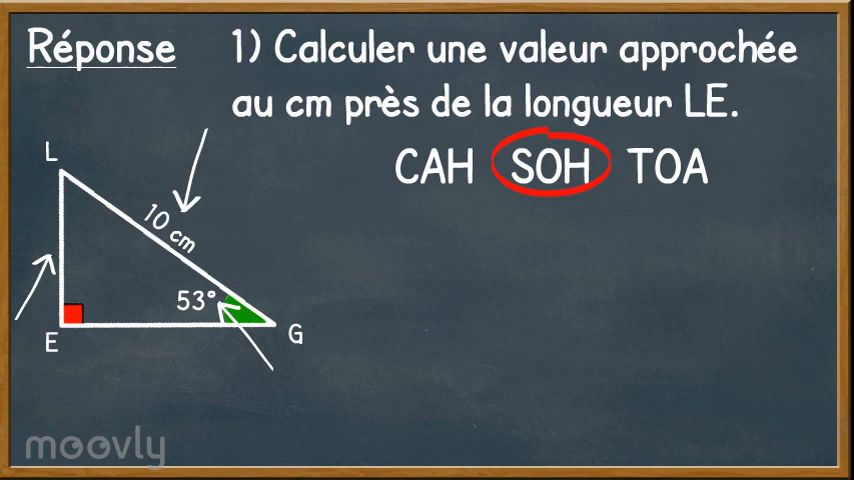 Réponse
1) Calculer une valeur approchée
au cm près de la longueur LE.
CAH SOH TOA
L
10 cm
53°
E
G
moovly